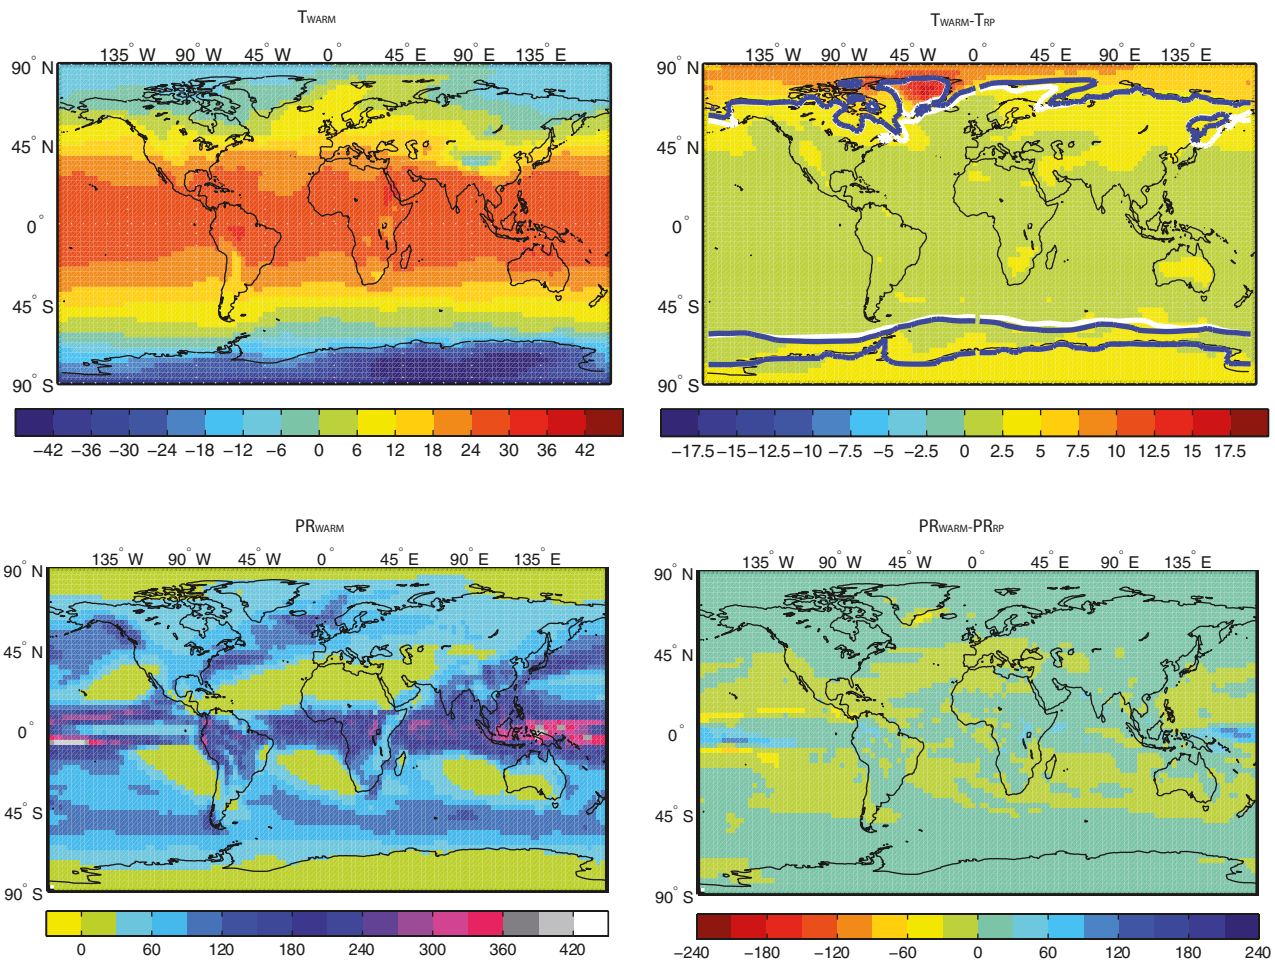 TWARM
135° W 90° W 45° W 0° 45° E 90° E 135° E
90° N
45° N
0°
45° S
90° S
−42 −36 −30 −24 −18 −12 −6 0 6 12 18 24 30 36 42
TWARM-TRP
135° W 90° W 45° W 0° 45° E 90° E 135° E
90° N
45° N
0°
45° S
90° S
−17.5 −15 −12.5 −10 −7.5 −5 −2.5 0 2.5 5 7.5 10 12.5 15 17.5
PRWARM
135° W 90° W 45° W 0° 45° E 90° E 135° E
90° N
45° N
0°
45° S
90° S
0 60 120 180 240 300 360 420
PRWARM-PRRP
135° W 90° W 45° W 0° 45° E 90° E 135° E
90° N
45° N
0°
45° S
90° S
−240 −180 −120 −60 0 60 120 180 240